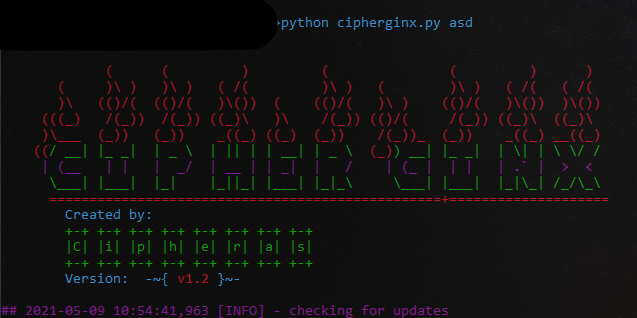 >python cipherginx.py asd
CIPHERGINX
Created by:
|C| |i| |p| |h| |e| |r| |a| |s|
Version: -~{ v1.2 }~-
## 2021-05-09 10:54:41,963 [INFO] - checking for updates